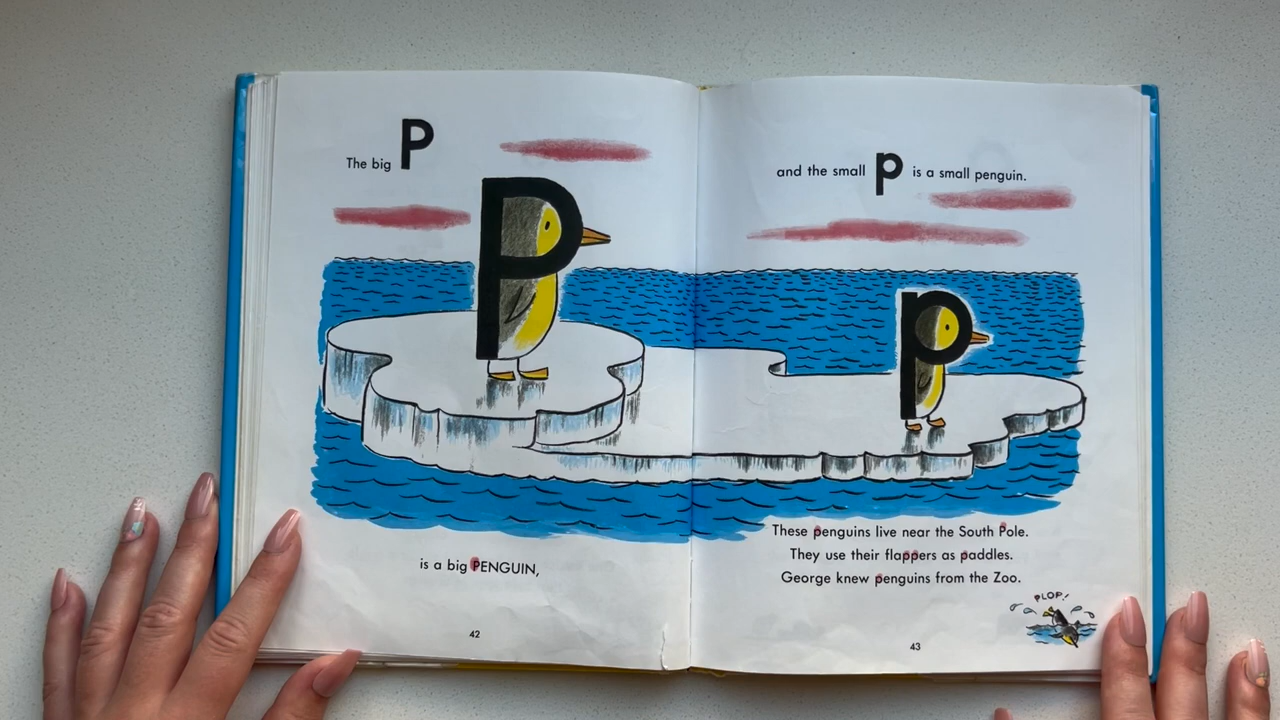 The big P
P
is a big PENGUIN,
42
and the small p is a small penguin.
p
These penguins live near the South Pole.
They use their flappers as paddles.
George knew penguins from the Zoo.
PLOP!
43